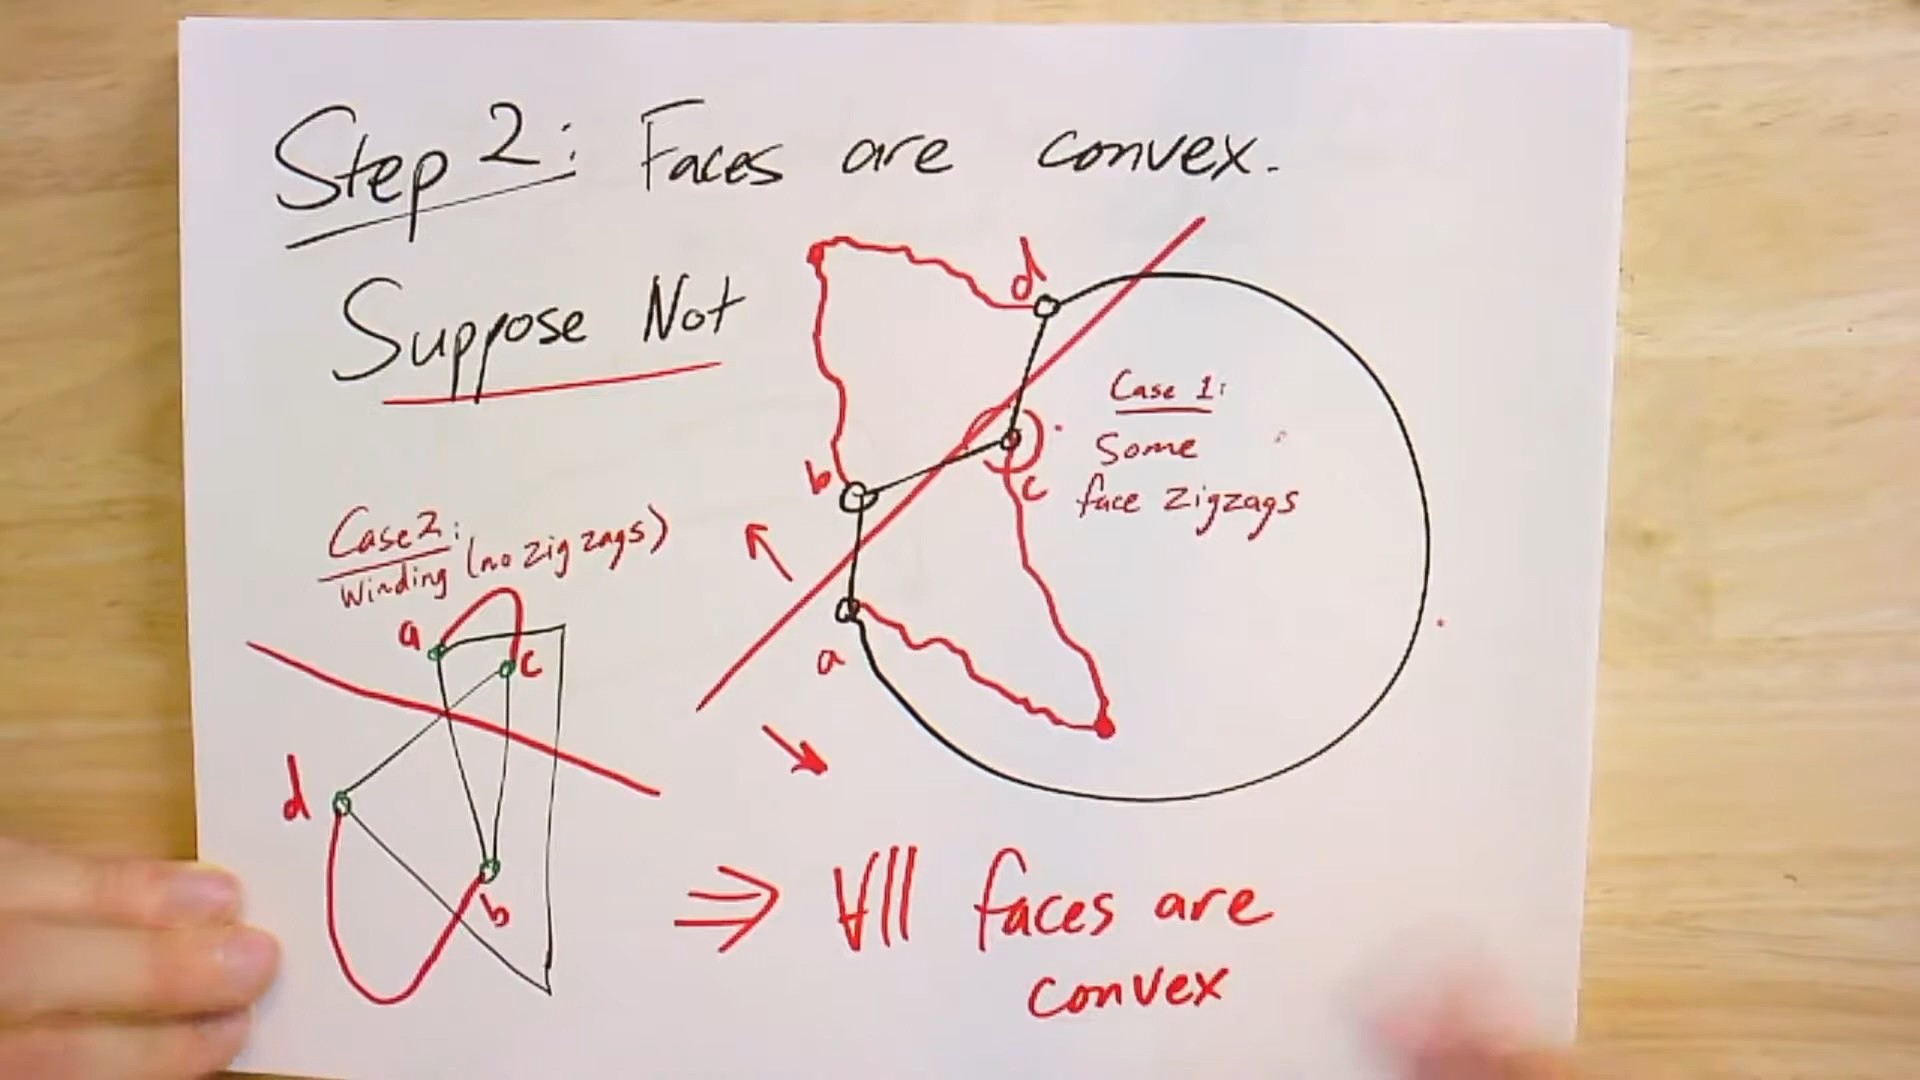 Step 2: Faces are convex.
Suppose Not
d
Case 1:
Some
face zigzags
b
c
a
Case 2:
Winding (no zigzags)
a
c
d
b
⇒ ∀ll faces are
convex